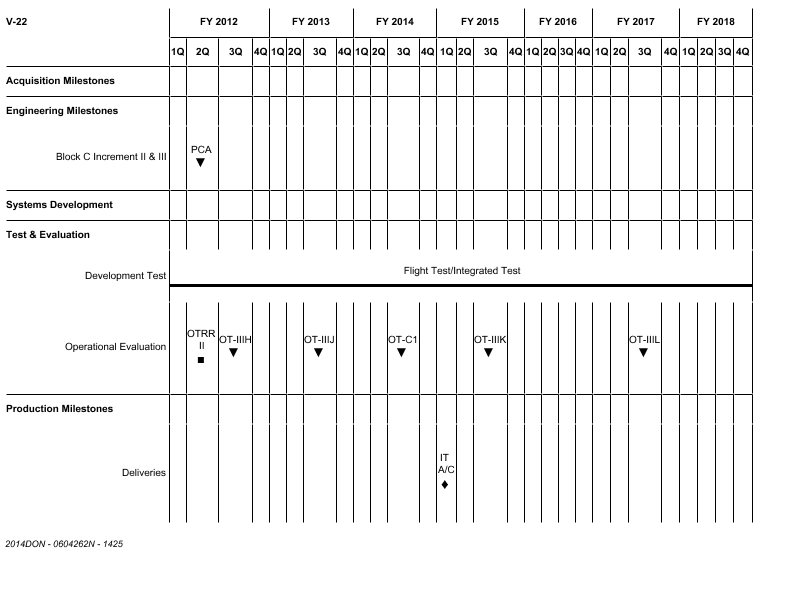 V-22 FY 2012 FY 2013 FY 2014 FY 2015 FY 2016 FY 2017 FY 2018
1Q 2Q 3Q 4Q 1Q 2Q 3Q 4Q 1Q 2Q 3Q 4Q 1Q 2Q 3Q 4Q 1Q 2Q 3Q 4Q 1Q 2Q 3Q 4Q 1Q 2Q 3Q 4Q
Acquisition Milestones
Engineering Milestones
PCA
Block C Increment II & III
Systems Development
Test & Evaluation
Flight Test/Integrated Test
Development Test
OTRR
II
OT-IIIH OT-IIIJ OT-C1 OT-IIIK OT-IIIL
Operational Evaluation
Production Milestones
IT
A/C
Deliveries
2014DON - 0604262N - 1425